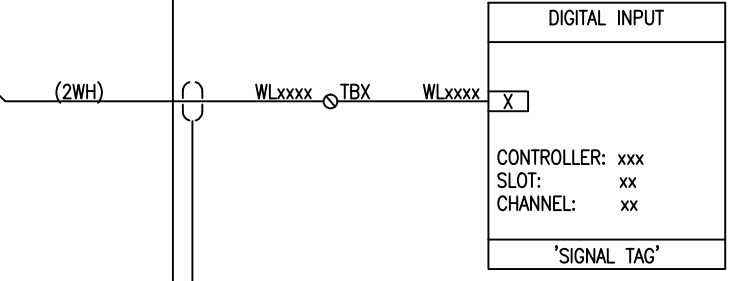 DIGITAL INPUT
(2WH) WLxxxx TBX WLxxxx X
CONTROLLER: xxx
SLOT: xx
CHANNEL: xx
'SIGNAL TAG'